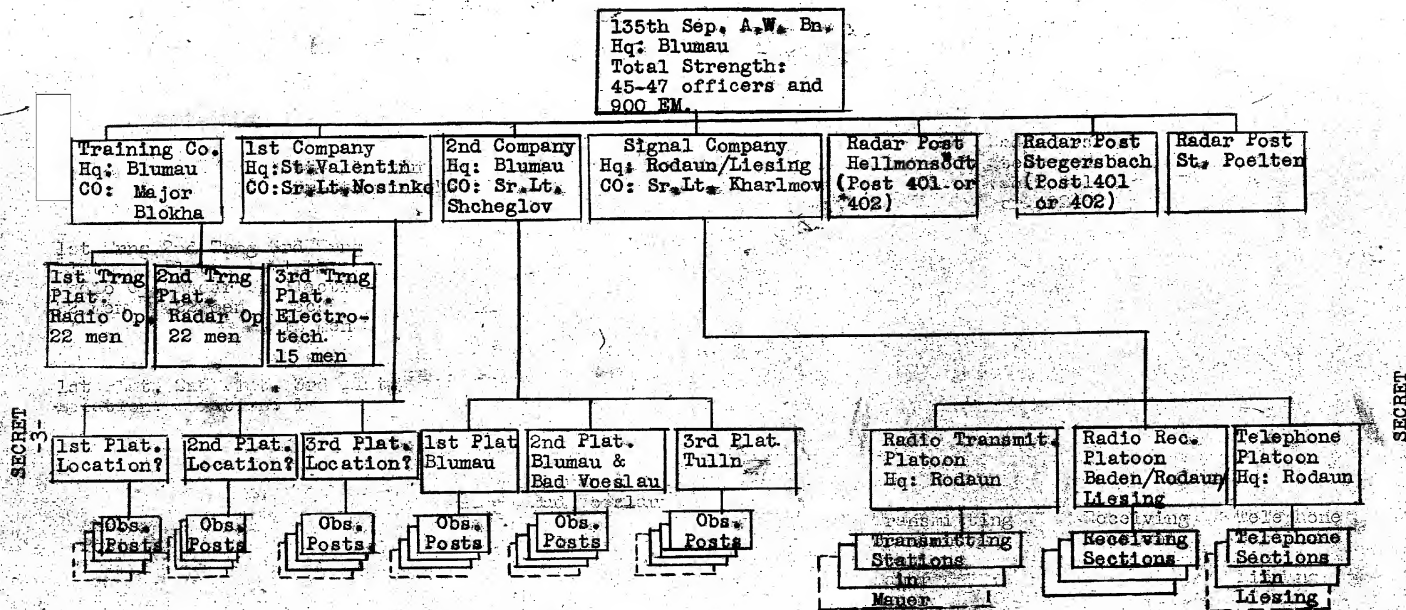 135th Sep. A.W. Bn.
Hq: Blumau
Total Strength:
45-47 officers and
900 EM.
Training Co.
Hq: Blumau
CO: Major
Blokha
1st Company
Hq: St. Valentin
CO: Sr. Lt. Nosinko
2nd Company
Hq: Blumau
CO: Sr. Lt.
Shcheglov
Signal Company
Hq: Rodaun/Liesing
CO: Sr. Lt. Kharlmov
Radar Post
Hellmonsodt
(Post 401 or
402)
Radar Post
Stegersbach
(Post 401
or 402)
Radar Post
St. Poelten
1st Trng
Plat.
Radio Op.
22 men
2nd Trng
Plat.
Radar Op
22 men
3rd Trng
Plat.
Electro-
tech.
15 men
SECRET
-3-
1st Plat.
Location?
2nd Plat.
Location?
3rd Plat.
Location?
1st Plat
Blumau
2nd Plat.
Blumau &
Bad Voeslau
3rd Plat.
Tulln
Radio Transmit.
Platoon
Hq: Rodaun
Radio Rec.
Platoon
Baden/Rodaun/
Liesing
Telephone
Platoon
Hq: Rodaun
SECRET
Obs.
Posts
Obs.
Posts
Obs.
Posts
Obs.
Posts
Obs.
Posts
Obs.
Posts
Transmitting
Stations
in
Mauer
Receiving
Sections
Telephone
Sections
in
Liesing